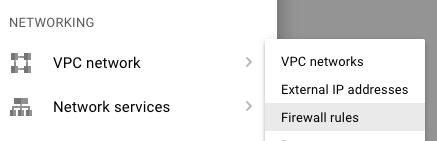 NETWORKING
VPC network
Network services
VPC networks
External IP addresses
Firewall rules